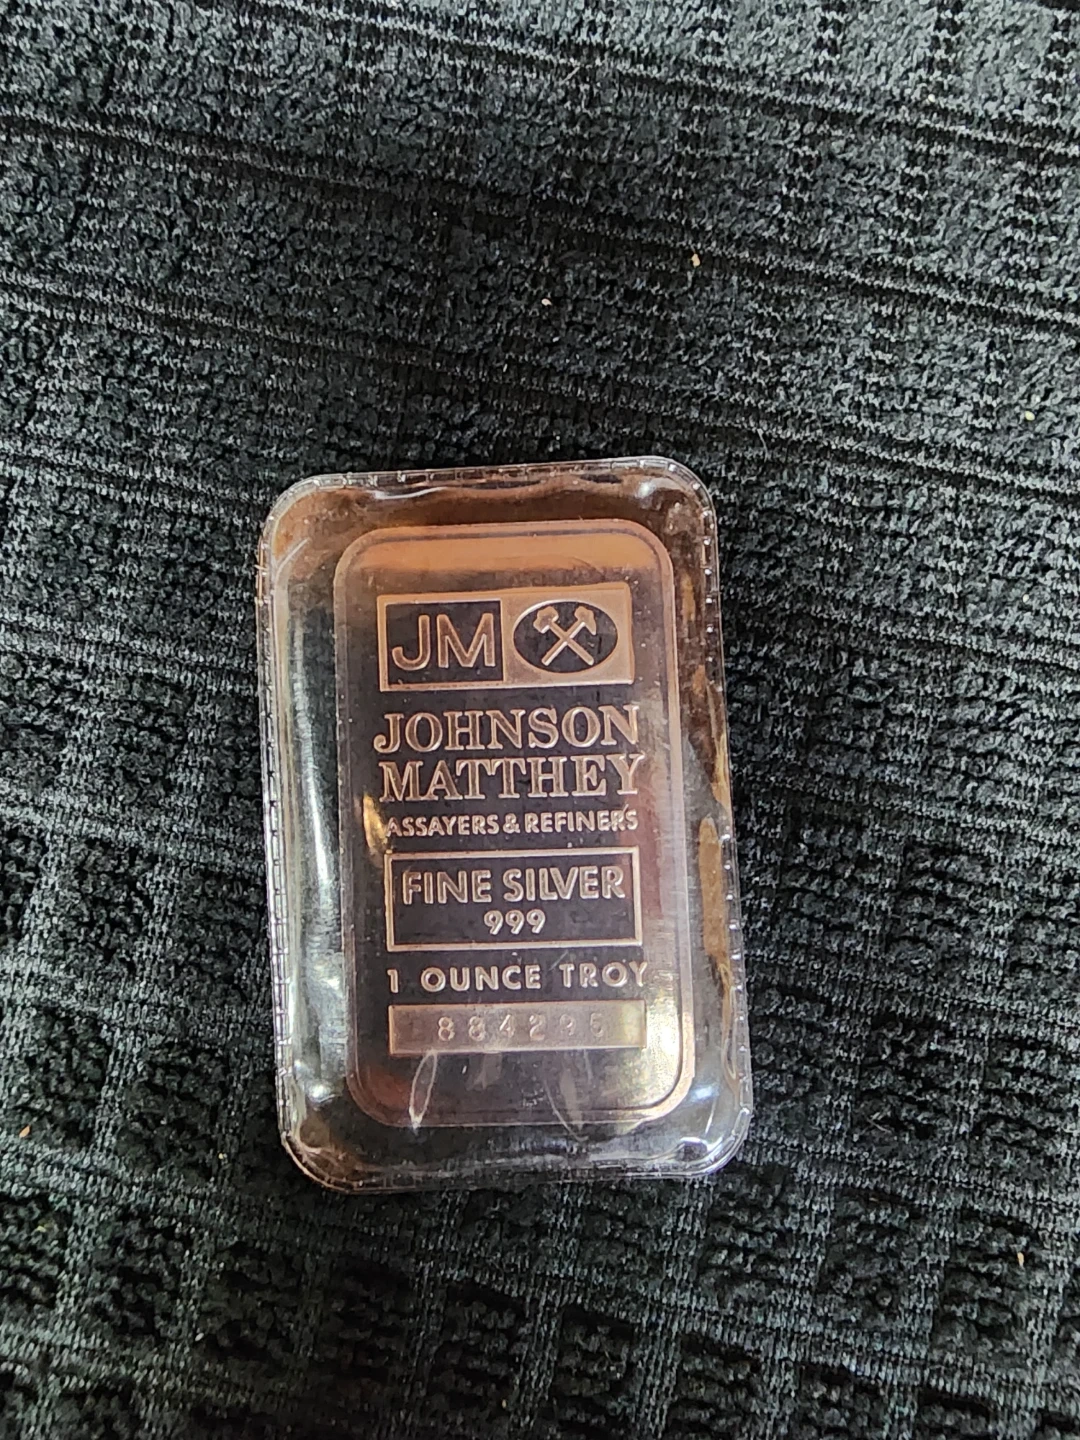 JM
JOHNSON
MATTHEY
ASSAYERS & REFINERS
FINE SILVER
999
1 OUNCE TROY